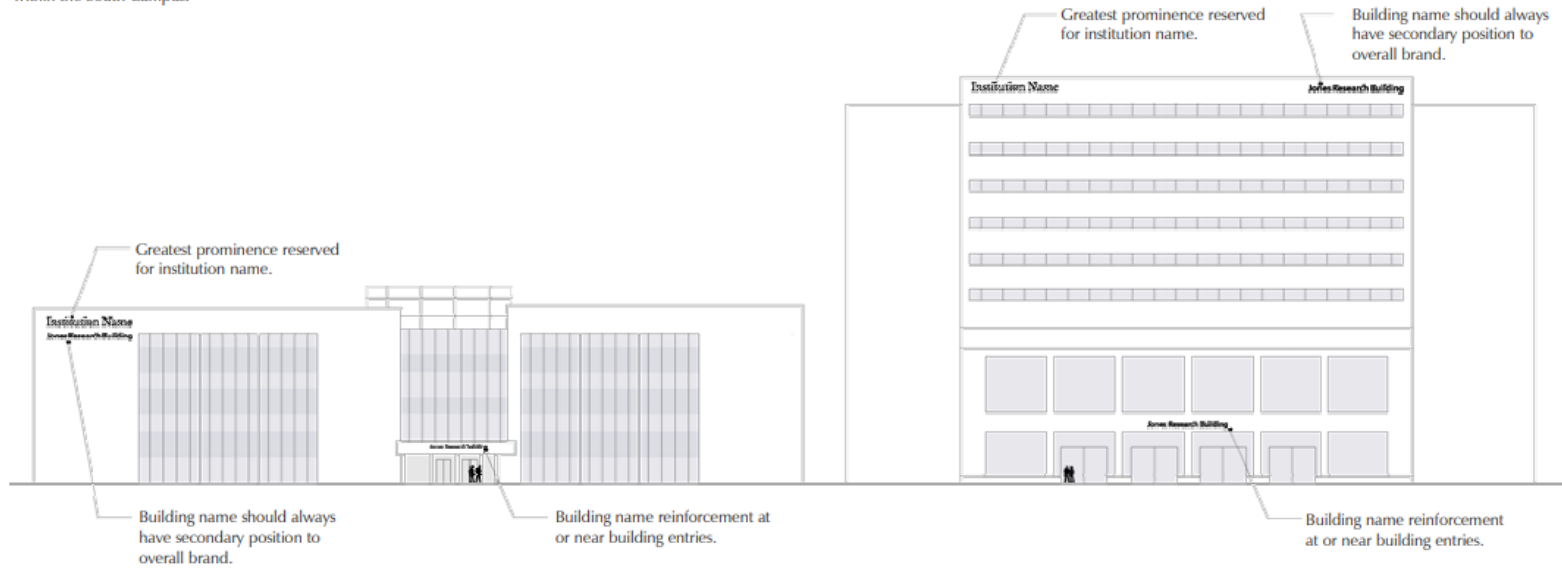 Greatest prominence reserved
for institution name.
Building name should always
have secondary position to
overall brand.
Institution Name
Jones Research Building
Greatest prominence reserved
for institution name.
Institution Name
Jones Research Building
Jones Research Building
Jones Research Building
Building name should always
have secondary position to
overall brand.
Building name reinforcement at
or near building entries.
Building name reinforcement
at or near building entries.